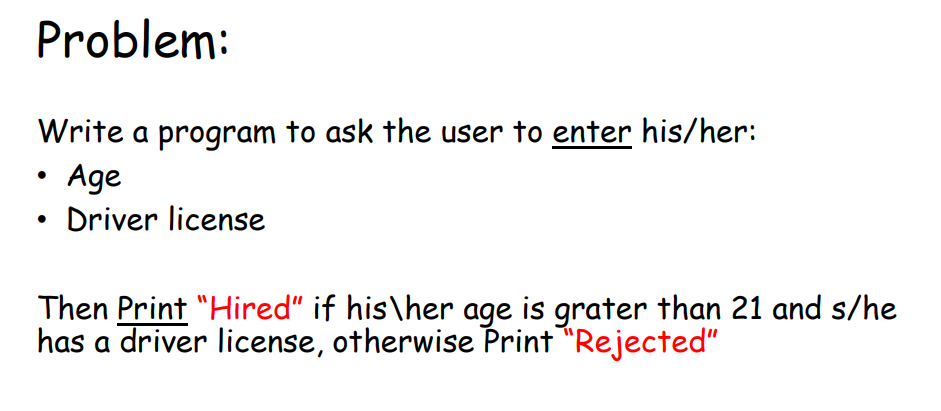 Problem:
Write a program to ask the user to enter his/her:
• Age
• Driver license
Then Print “Hired” if his\her age is grater than 21 and s/he
has a driver license, otherwise Print “Rejected”